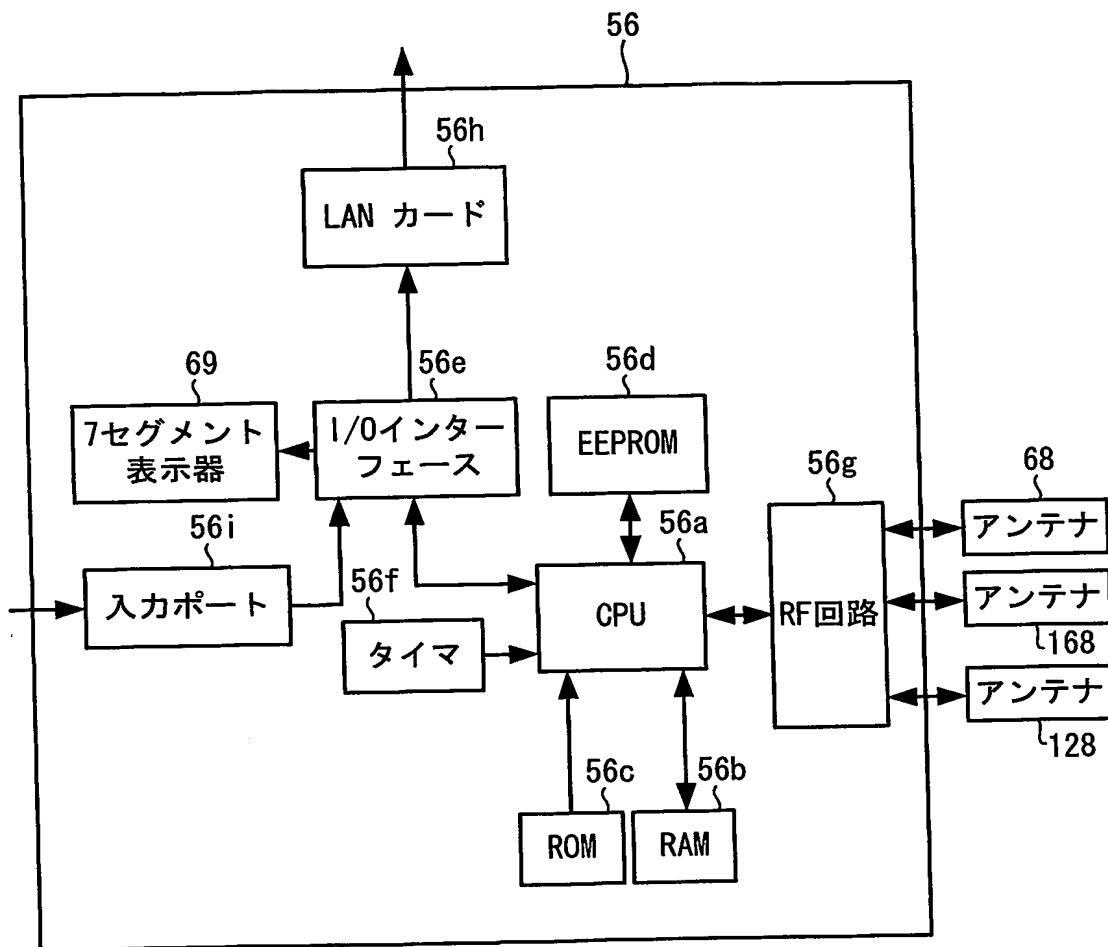 56
56h
LAN カード
69
7セグメント
表示器
56e
I/Oインター
フェース
56d
EEPROM
56g
RF回路
68
アンテナ
56i
入力ポート
56f
タイマ
56a
CPU
アンテナ
168
アンテナ
128
56c
ROM
56b
RAM